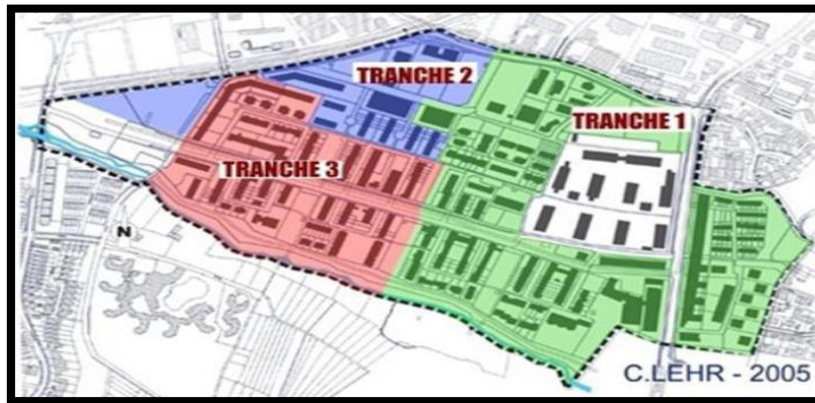 TRANCHE 2
TRANCHE 1
TRANCHE 3
N
C.LEHR - 2005